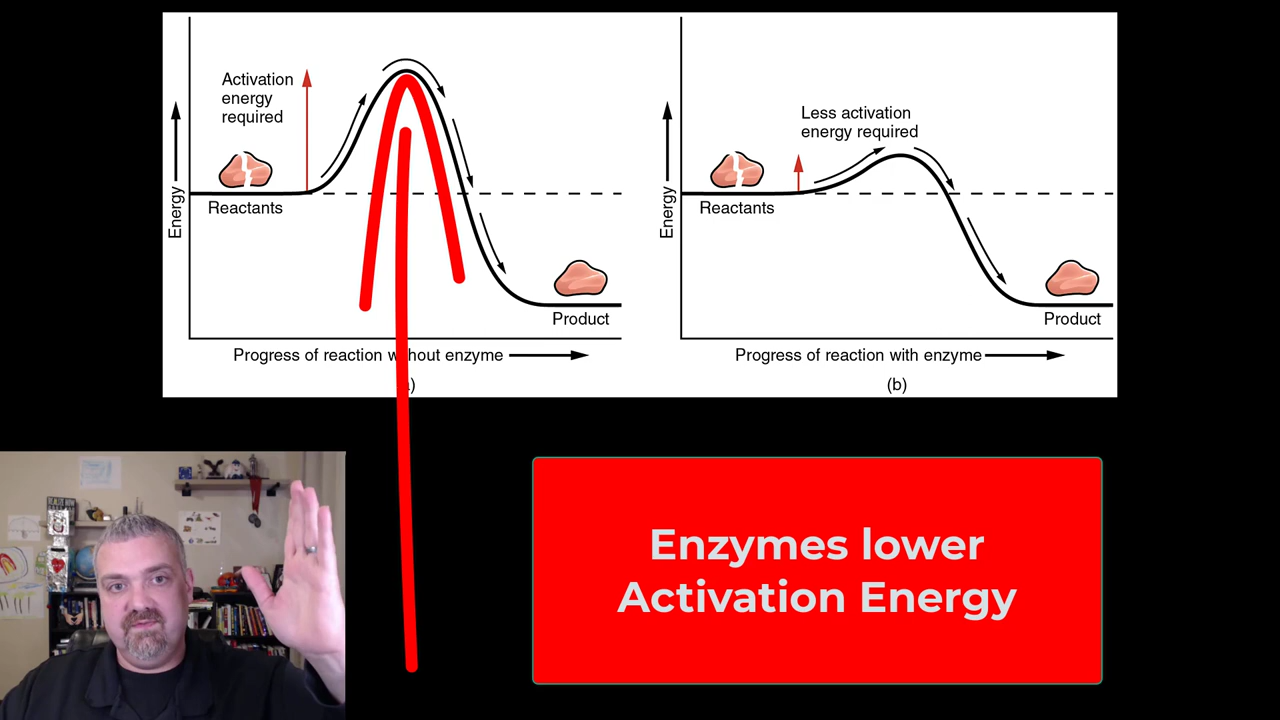 Activation
energy
required
Reactants
Energy
Product
Progress of reaction without enzyme
Less activation
energy required
Reactants
Energy
Product
Progress of reaction with enzyme
(b)
Enzymes lower
Activation Energy